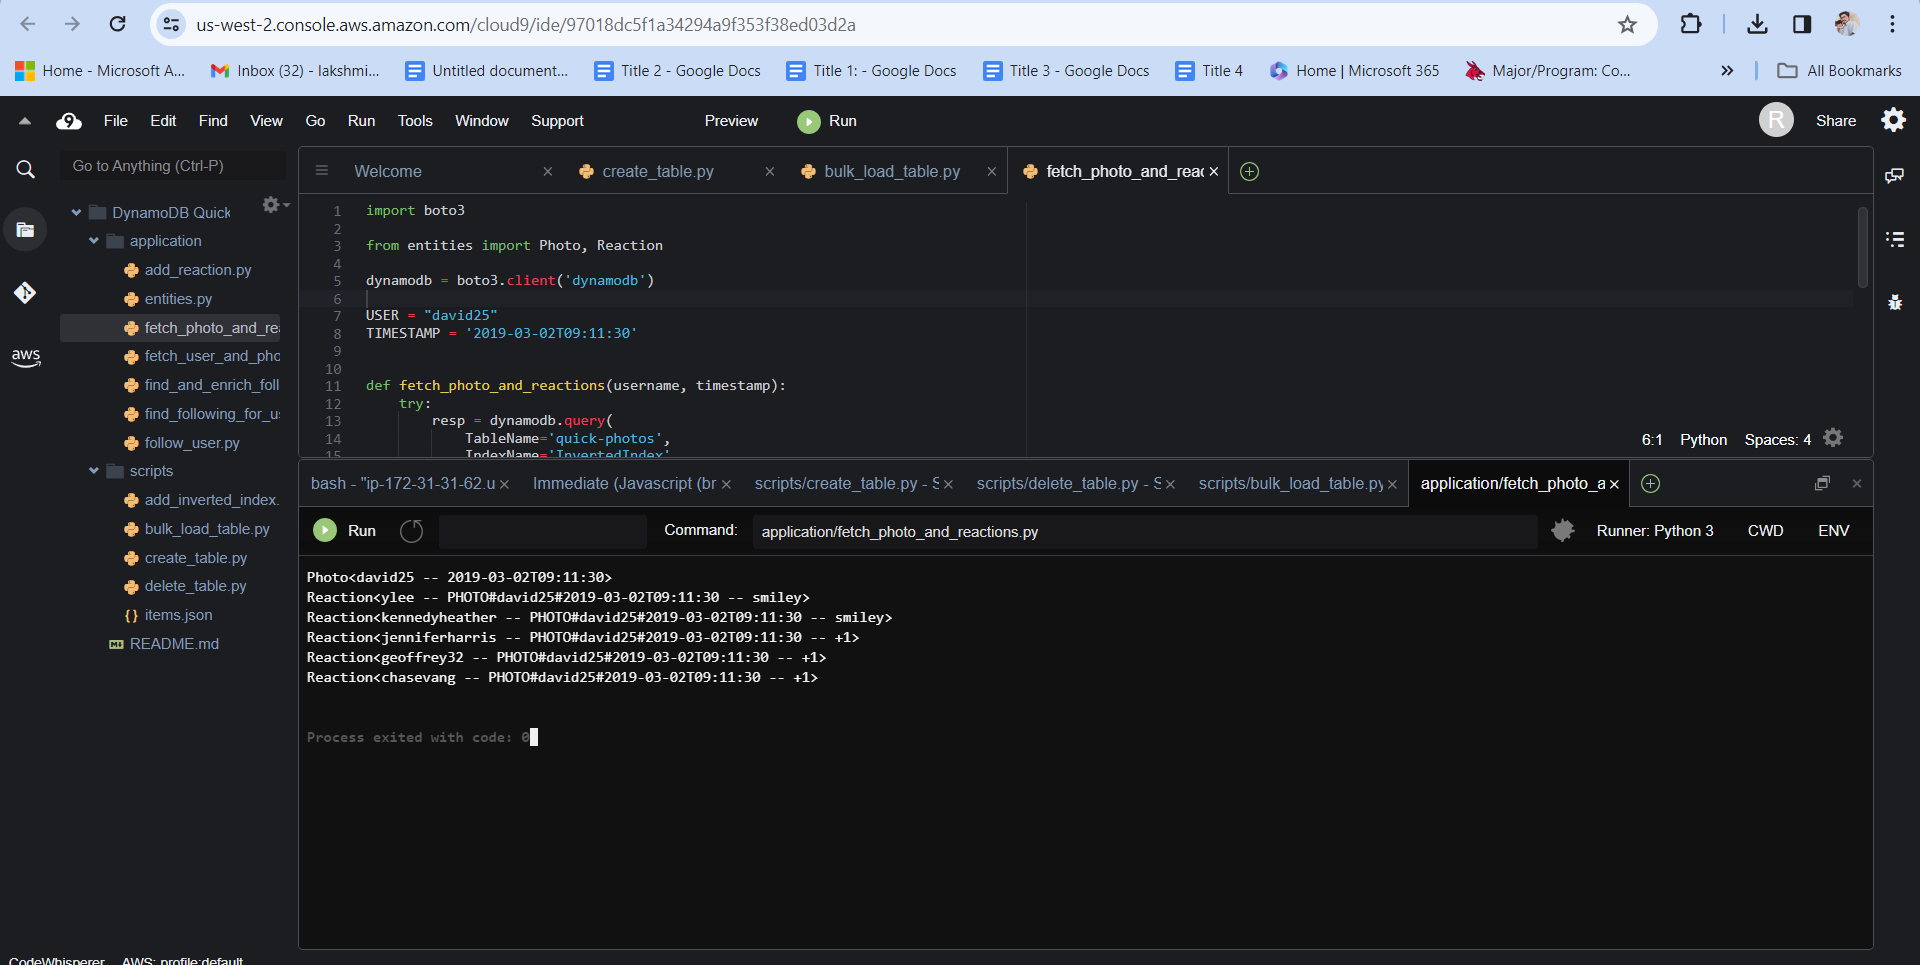 us-west-2.console.aws.amazon.com/cloud9/ide/97018dc5f1a34294a9f353f38ed03d2a
Home - Microsoft A...
Inbox (32) - lakshmi...
Untitled document...
Title 2 - Google Docs
Title 1: - Google Docs
Title 3 - Google Docs
Title 4
Home | Microsoft 365
Major/Program: Co...
»
All Bookmarks
9 File Edit Find View Go Run Tools Window Support Preview Run R Share
Go to Anything (Ctrl-P)
DynamoDB Quick
application
add_reaction.py
entities.py
fetch_photo_and_re
fetch_user_and_pho
find_and_enrich_foll
find_following_for_u
follow_user.py
scripts
add_inverted_index.
bulk_load_table.py
create_table.py
delete_table.py
{} items.json
README.md
aws
Welcome
create_table.py
bulk_load_table.py
fetch_photo_and_reac
1 import boto3
2
3 from entities import Photo, Reaction
4
5 dynamodb = boto3.client('dynamodb')
6
7 USER = "david25"
8 TIMESTAMP = '2019-03-02T09:11:30'
9
10
11 def fetch_photo_and_reactions(username, timestamp):
12 try:
13 resp = dynamodb.query(
14 TableName='quick-photos',
15 IndexName='InvertedIndex',
6:1 Python Spaces: 4
bash - "ip-172-31-31-62.u
Immediate (Javascript (br
scripts/create_table.py - S
scripts/delete_table.py - S
scripts/bulk_load_table.py
application/fetch_photo_a
Run Command: application/fetch_photo_and_reactions.py Runner: Python 3 CWD ENV
Photo<david25 -- 2019-03-02T09:11:30>
Reaction<ylee -- PHOTO#david25#2019-03-02T09:11:30 -- smiley>
Reaction<kennedyheather -- PHOTO#david25#2019-03-02T09:11:30 -- smiley>
Reaction<jenniferharris -- PHOTO#david25#2019-03-02T09:11:30 -- +1>
Reaction<geoffrey32 -- PHOTO#david25#2019-03-02T09:11:30 -- +1>
Reaction<chasevang -- PHOTO#david25#2019-03-02T09:11:30 -- +1>
Process exited with code: 0
CodeWhisperer AWS: profile:default